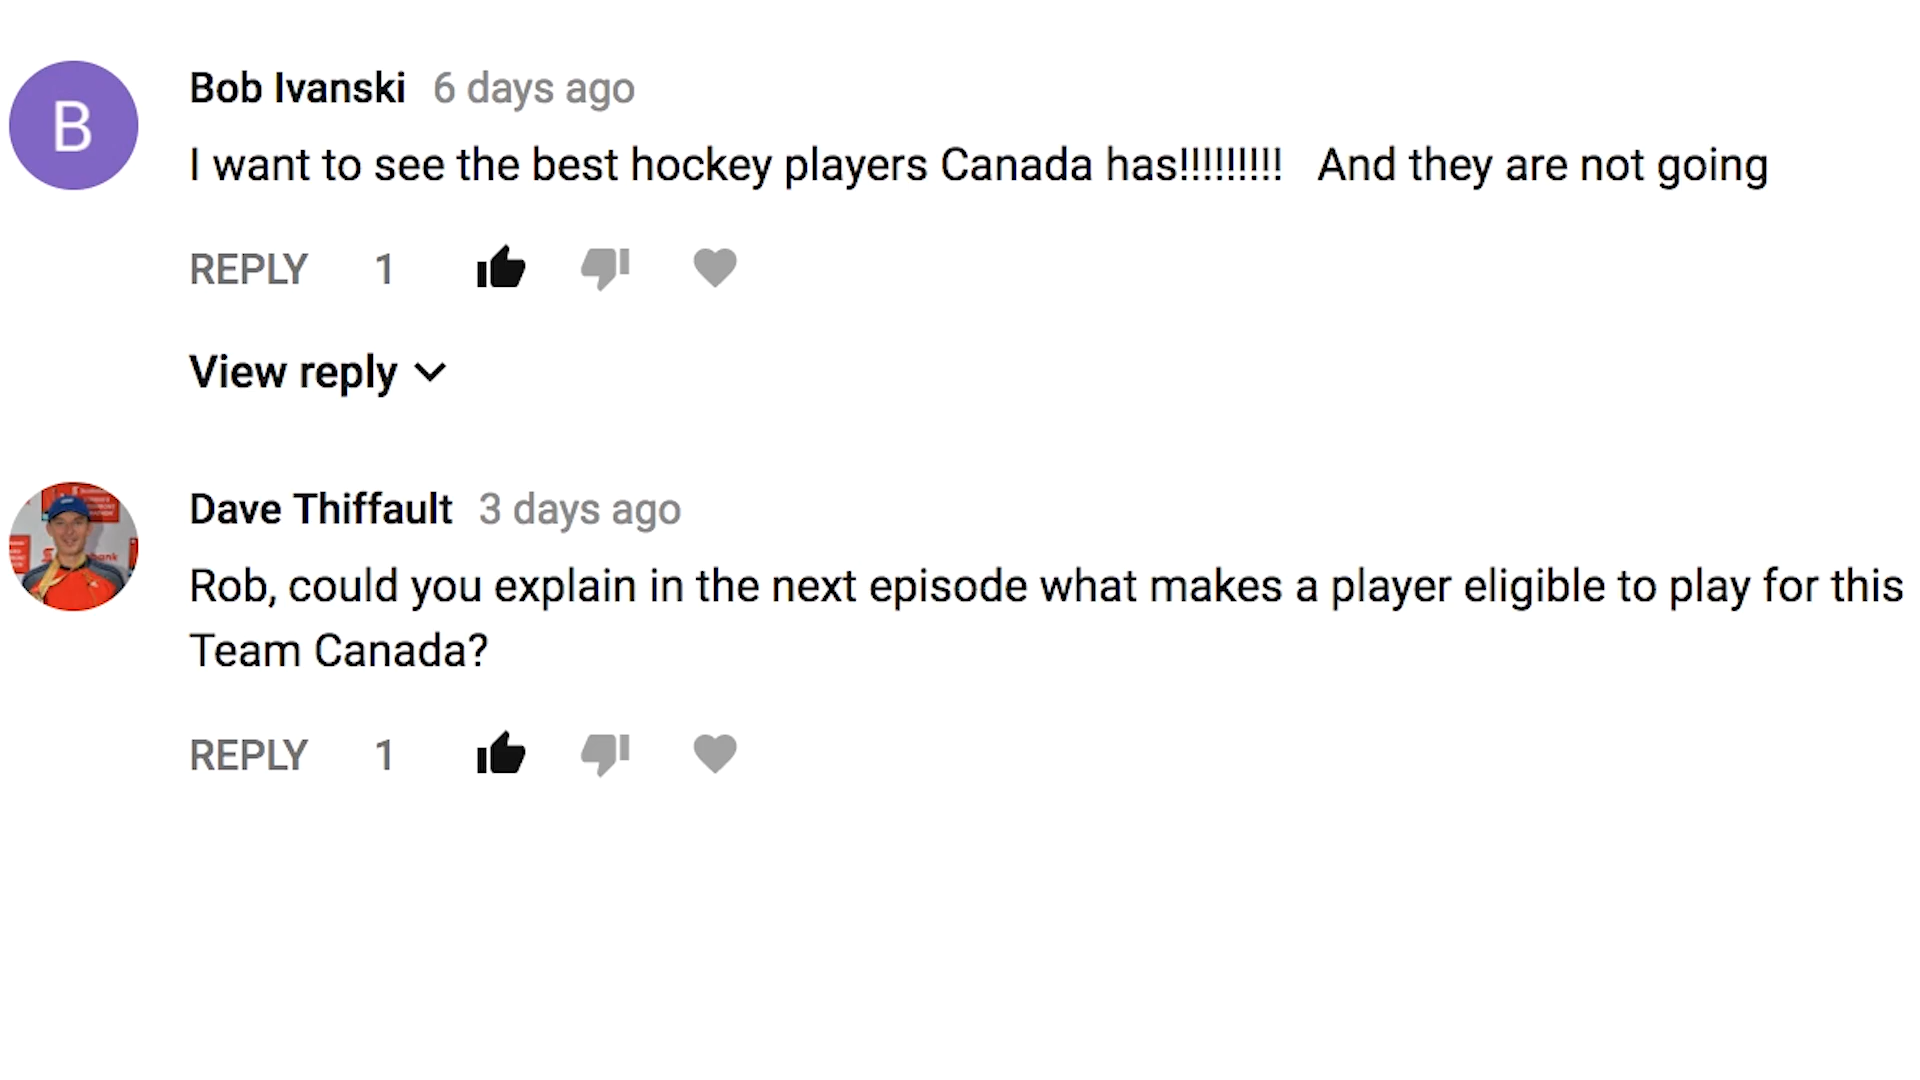 B
Bob Ivanski 6 days ago
I want to see the best hockey players Canada has!!!!!!!!! And they are not going
REPLY 1
View reply
Dave Thiffault 3 days ago
Rob, could you explain in the next episode what makes a player eligible to play for this
Team Canada?
REPLY 1